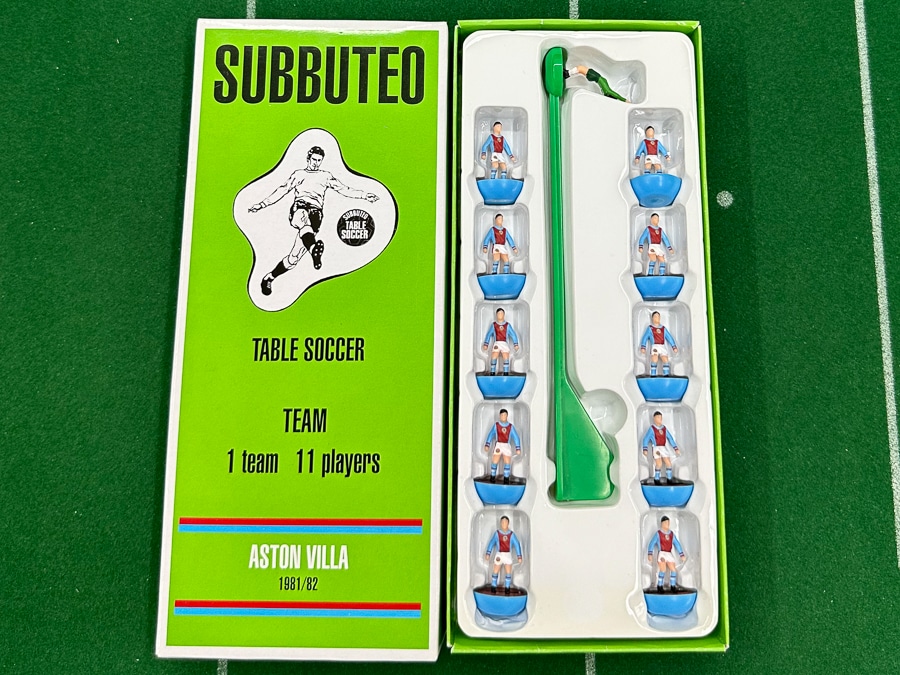 SUBBUTEO
SUBBUTEO
TABLE
SOCCER
TABLE SOCCER
TEAM
1 team 11 players
ASTON VILLA
1981/82